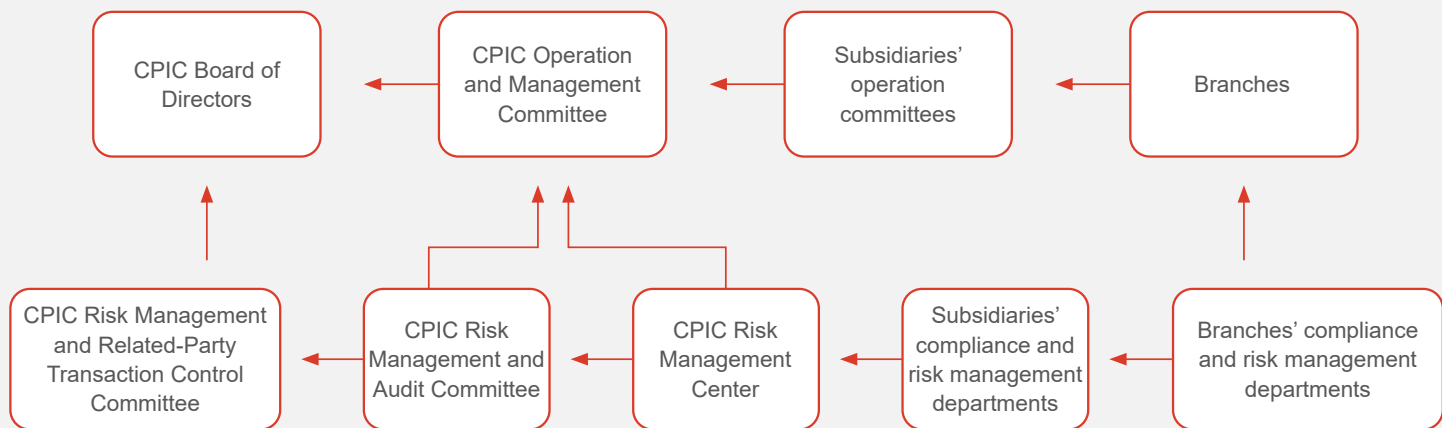 CPIC Board of
Directors
CPIC Operation
and Management
Committee
Subsidiaries’
operation
committees
Branches
CPIC Risk Management
and Related-Party
Transaction Control
Committee
CPIC Risk
Management and
Audit Committee
CPIC Risk
Management
Center
Subsidiaries’
compliance and
risk management
departments
Branches’ compliance
and risk management
departments